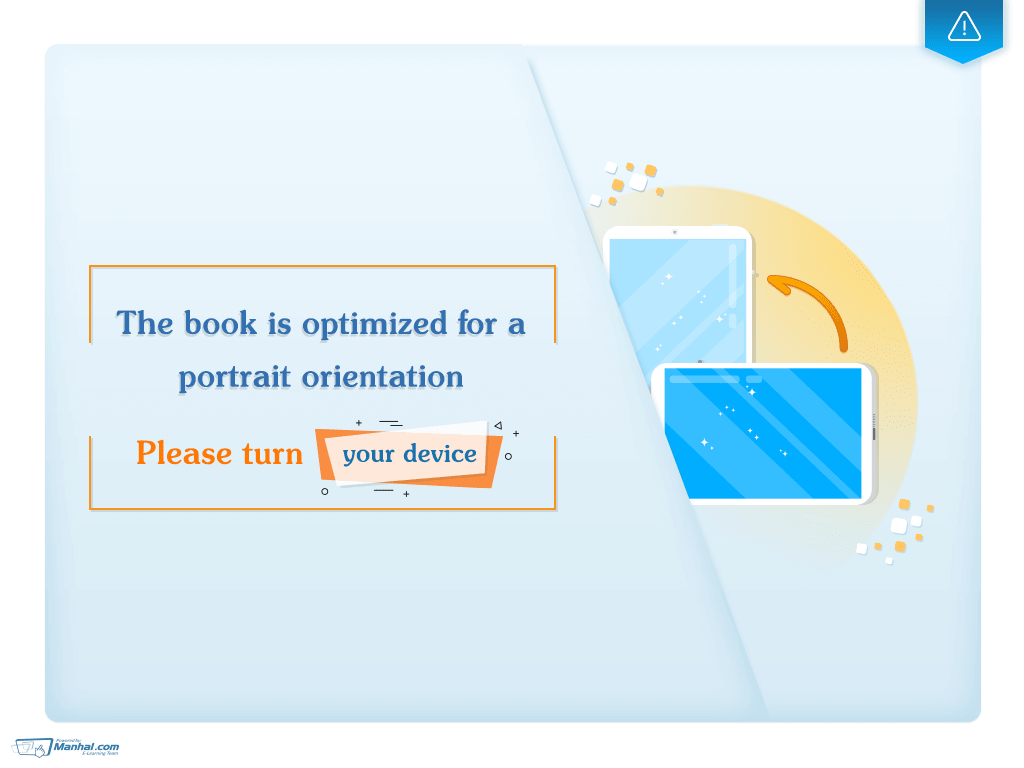 The book is optimized for a
portrait orientation
Please turn your device
Powered by
Manhal.com
E-Learning Team